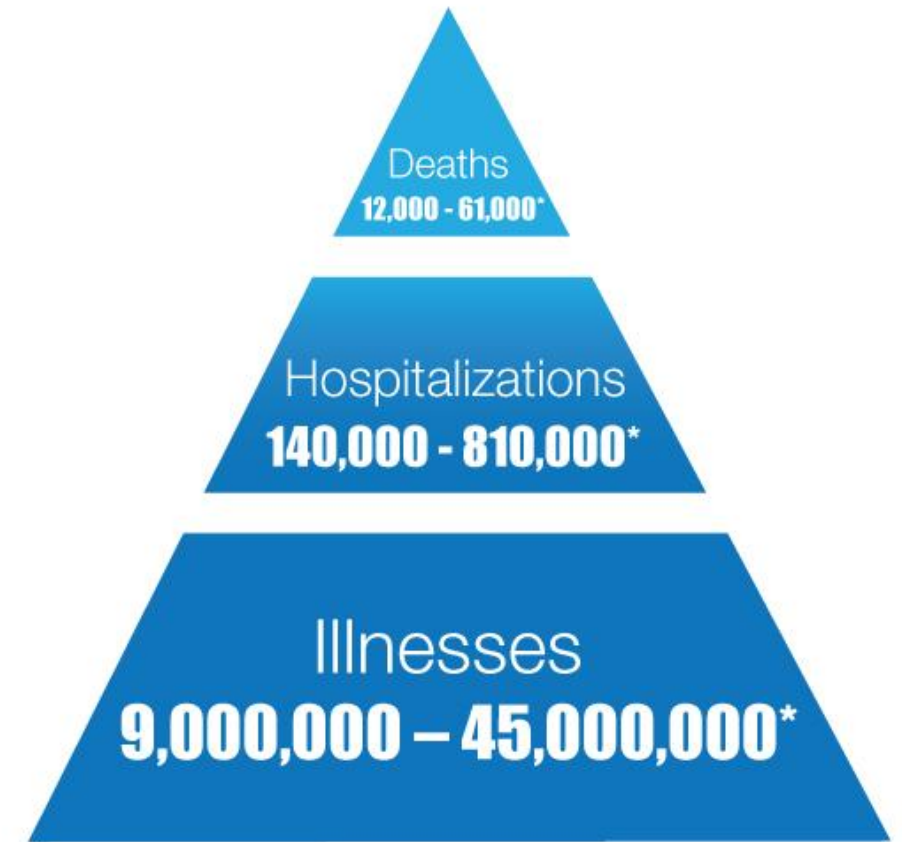 Deaths
12,000 - 61,000*
Hospitalizations
140,000 - 810,000*
Illnesses
9,000,000 – 45,000,000*